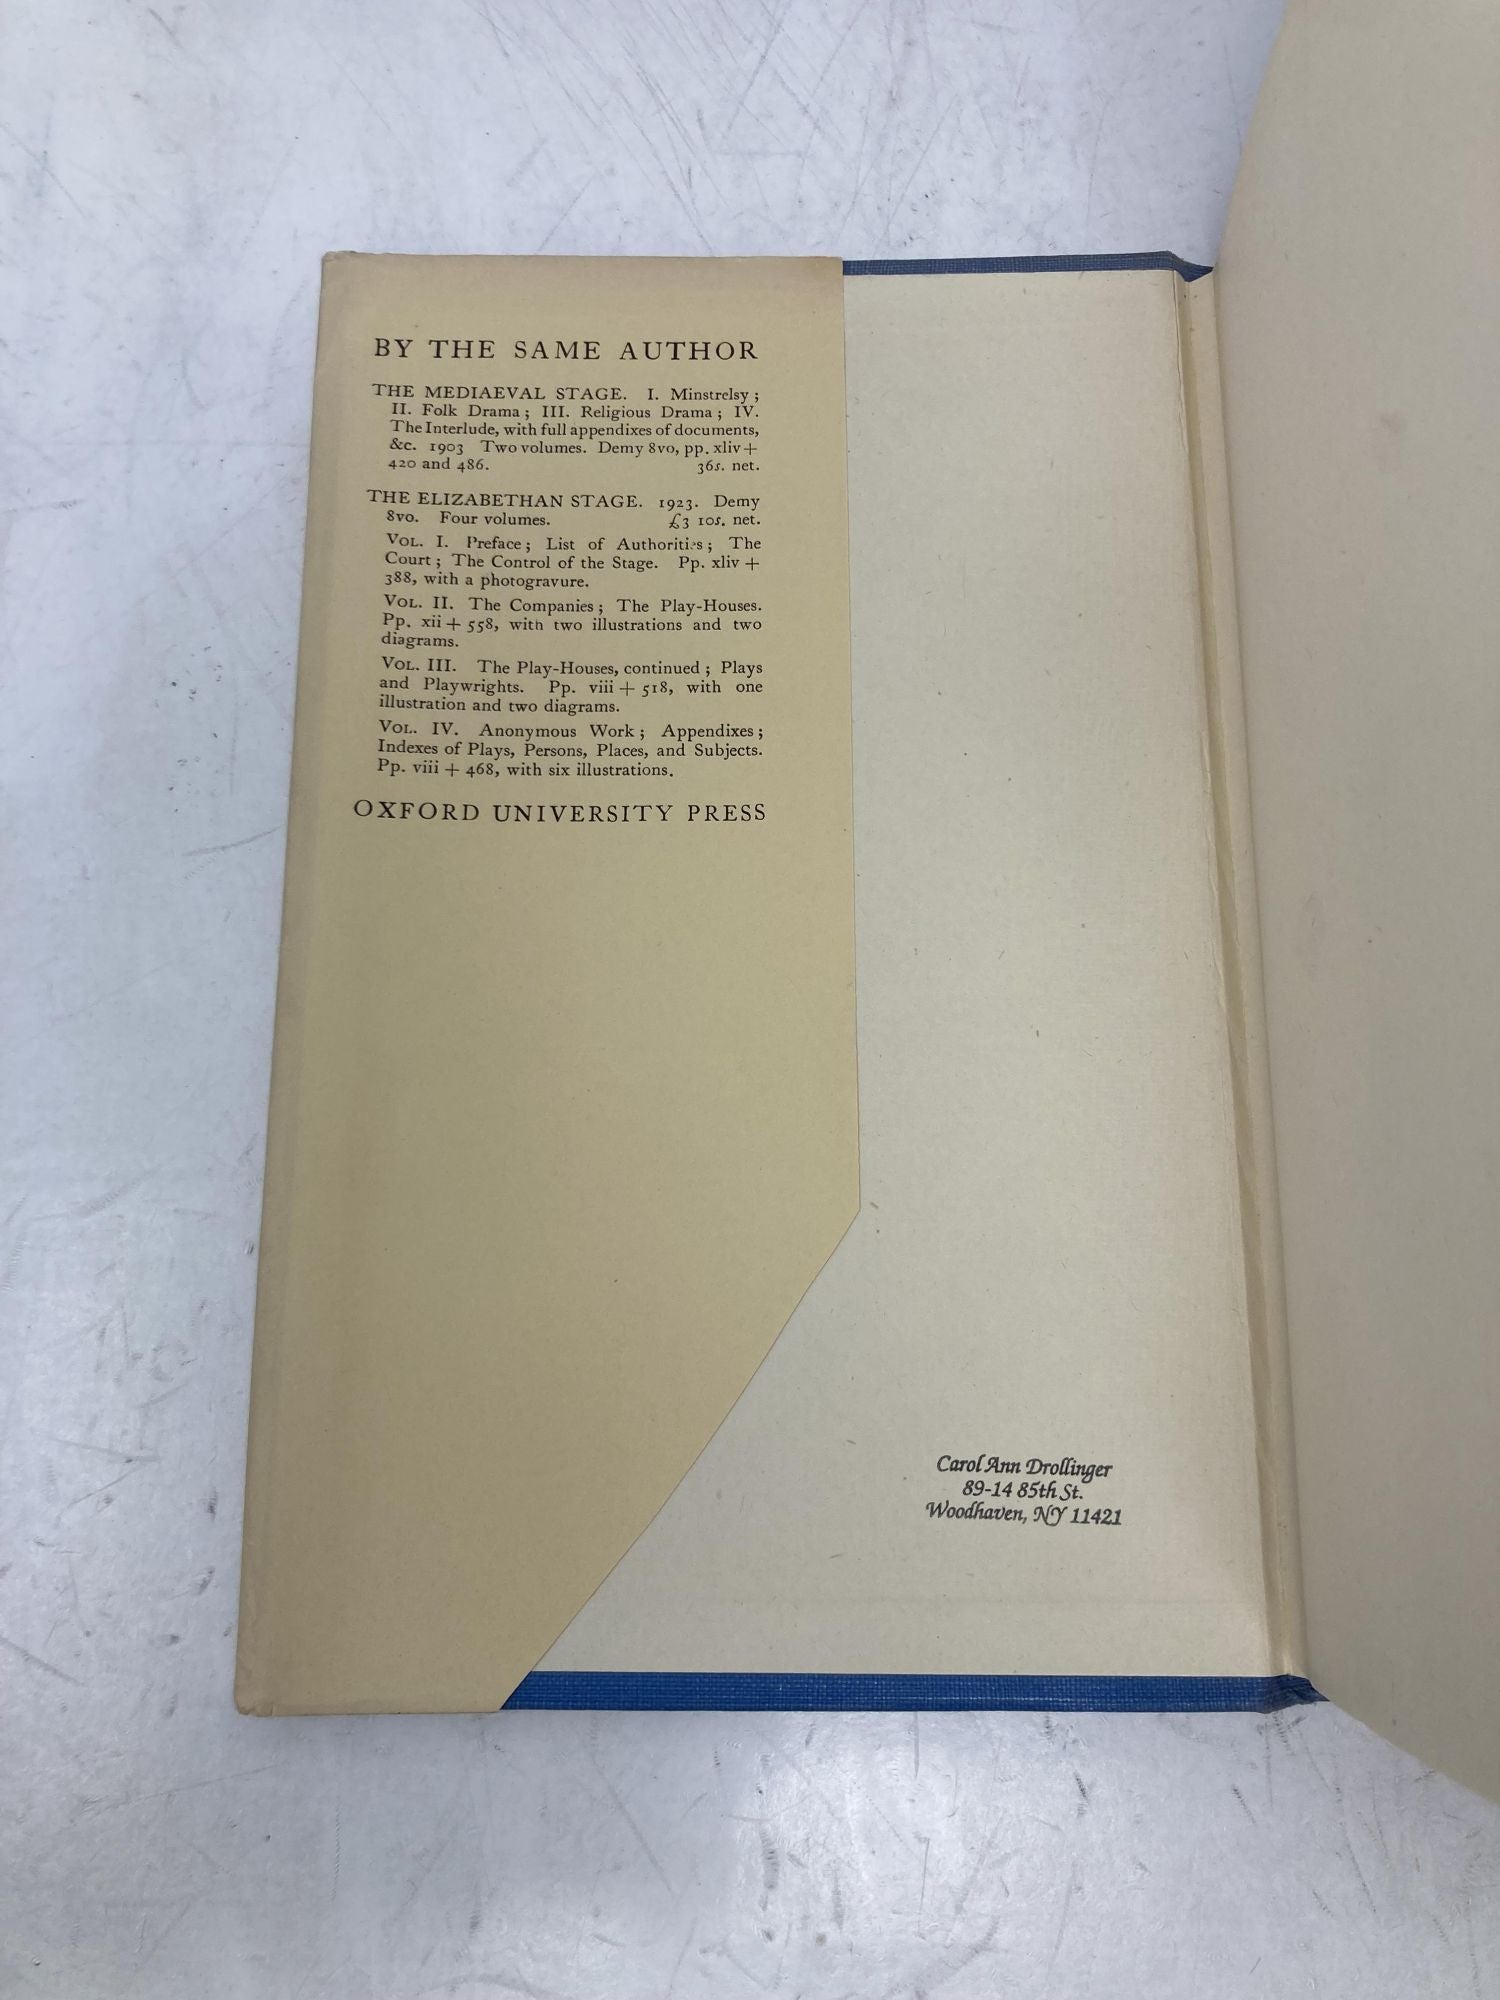 BY THE SAME AUTHOR
THE MEDIAEVAL STAGE. I. Minstrelsy ;
II. Folk Drama ; III. Religious Drama ; IV.
The Interlude, with full appendixes of documents,
&c. 1903 Two volumes. Demy 8vo, pp. xliv +
420 and 486. 36s. net.
THE ELIZABETHAN STAGE. 1923. Demy
8vo. Four volumes. £3 10s. net.
VOL. I. Preface ; List of Authorities ; The
Court ; The Control of the Stage. Pp. xliv +
388, with a photogravure.
VOL. II. The Companies ; The Play-Houses.
Pp. xii + 558, with two illustrations and two
diagrams.
VOL. III. The Play-Houses, continued ; Plays
and Playwrights. Pp. viii + 518, with one
illustration and two diagrams.
VOL. IV. Anonymous Work ; Appendixes ;
Indexes of Plays, Persons, Places, and Subjects.
Pp. viii + 468, with six illustrations.
OXFORD UNIVERSITY PRESS
Carol Ann Drollinger
89-14 85th St.
Woodhaven, NY 11421